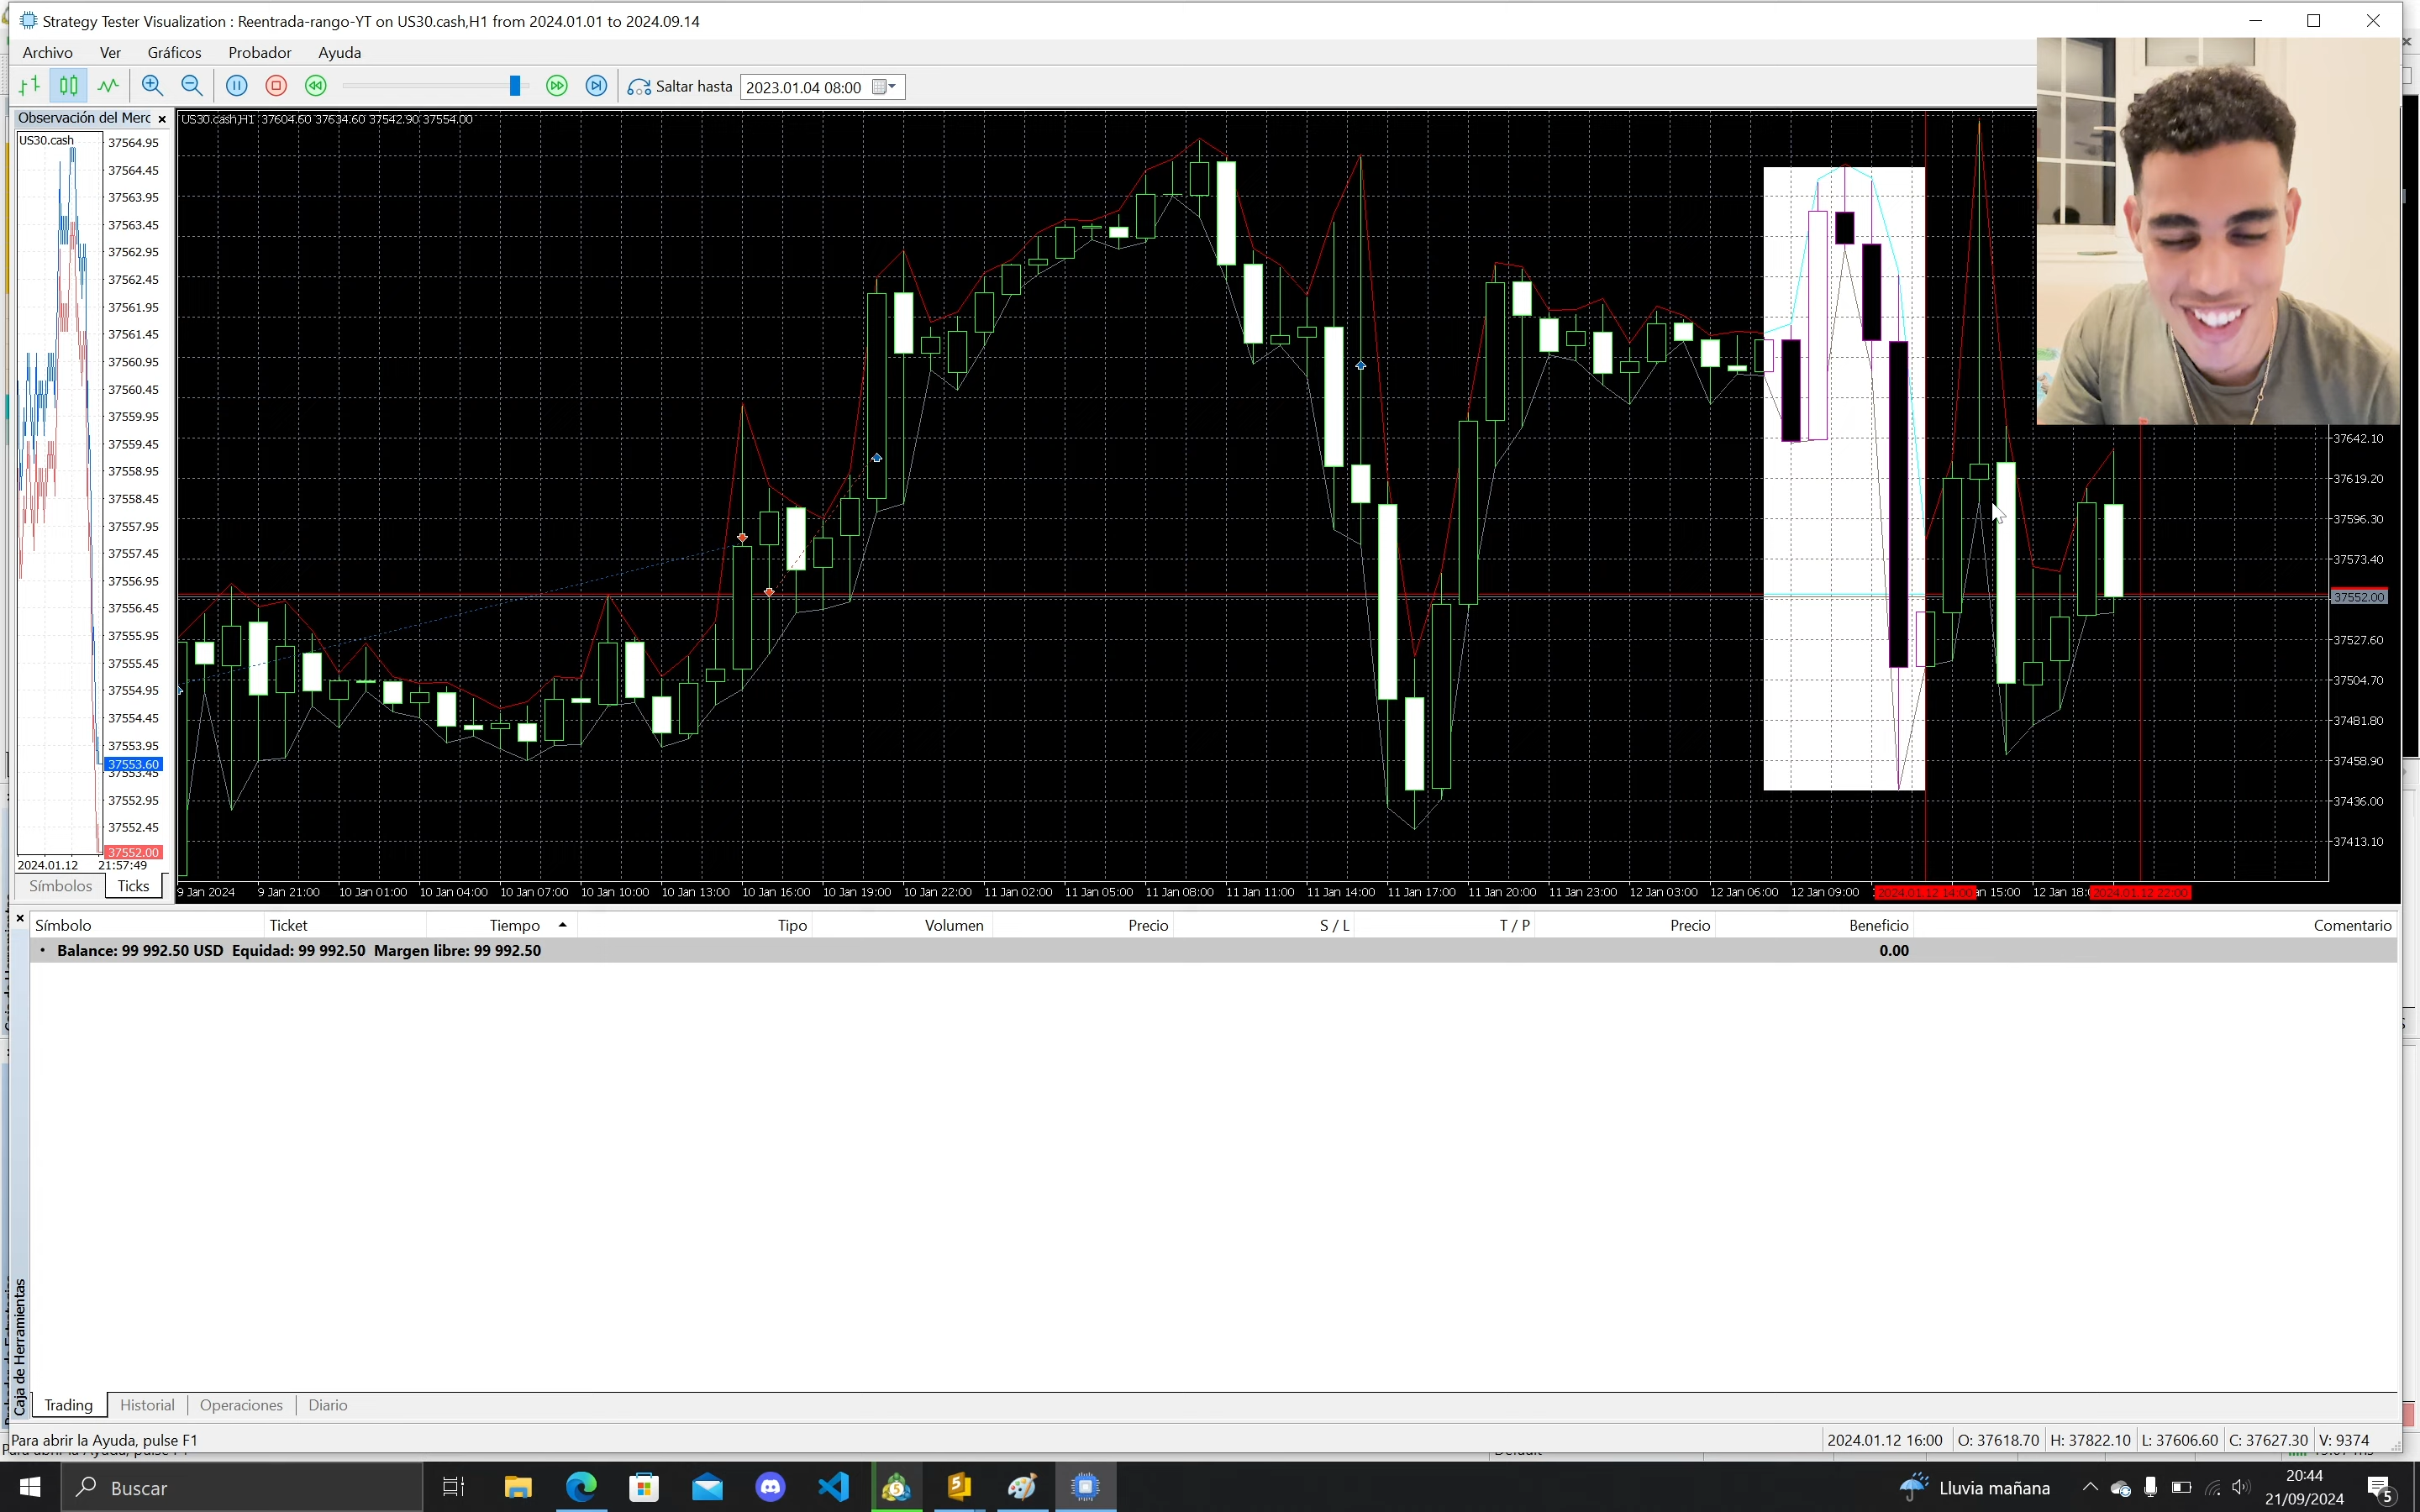 Strategy Tester Visualization : Reentrada-rango-YT on US30.cash,H1 from 2024.01.01 to 2024.09.14
Archivo Ver Gráficos Probador Ayuda
Saltar hasta 2023.01.04 08:00
Observación del Merc
US30.cash
37564.95
37564.45
37563.95
37563.45
37562.95
37562.45
37561.95
37561.45
37560.95
37560.45
37559.95
37559.45
37558.95
37558.45
37557.95
37557.45
37556.95
37556.45
37555.95
37555.45
37554.95
37554.45
37553.95
37553.60
37553.45
37552.95
37552.45
37552.00
2024.01.12 21:57:49
Símbolos Ticks
US30.cash,H1 37604.60 37634.60 37542.90 37554.00
37642.10
37619.20
37596.30
37573.40
37552.00
37527.60
37504.70
37481.80
37458.90
37436.00
37413.10
9 Jan 2024 9 Jan 21:00 10 Jan 01:00 10 Jan 04:00 10 Jan 07:00 10 Jan 10:00 10 Jan 13:00 10 Jan 16:00 10 Jan 19:00 10 Jan 22:00 11 Jan 02:00 11 Jan 05:00 11 Jan 08:00 11 Jan 11:00 11 Jan 14:00 11 Jan 17:00 11 Jan 20:00 11 Jan 23:00 12 Jan 03:00 12 Jan 06:00 12 Jan 09:00 2024.01.12 14:00 n 15:00 12 Jan 18: 2024.01.12 22:00
Símbolo Ticket Tiempo Tipo Volumen Precio S / L T / P Precio Beneficio Comentario
Balance: 99 992.50 USD Equidad: 99 992.50 Margen libre: 99 992.50 0.00
Caja de Herramientas
Trading Historial Operaciones Diario
Para abrir la Ayuda, pulse F1 2024.01.12 16:00 O: 37618.70 H: 37822.10 L: 37606.60 C: 37627.30 V: 9374
Buscar
Lluvia mañana
20:44
21/09/2024
5